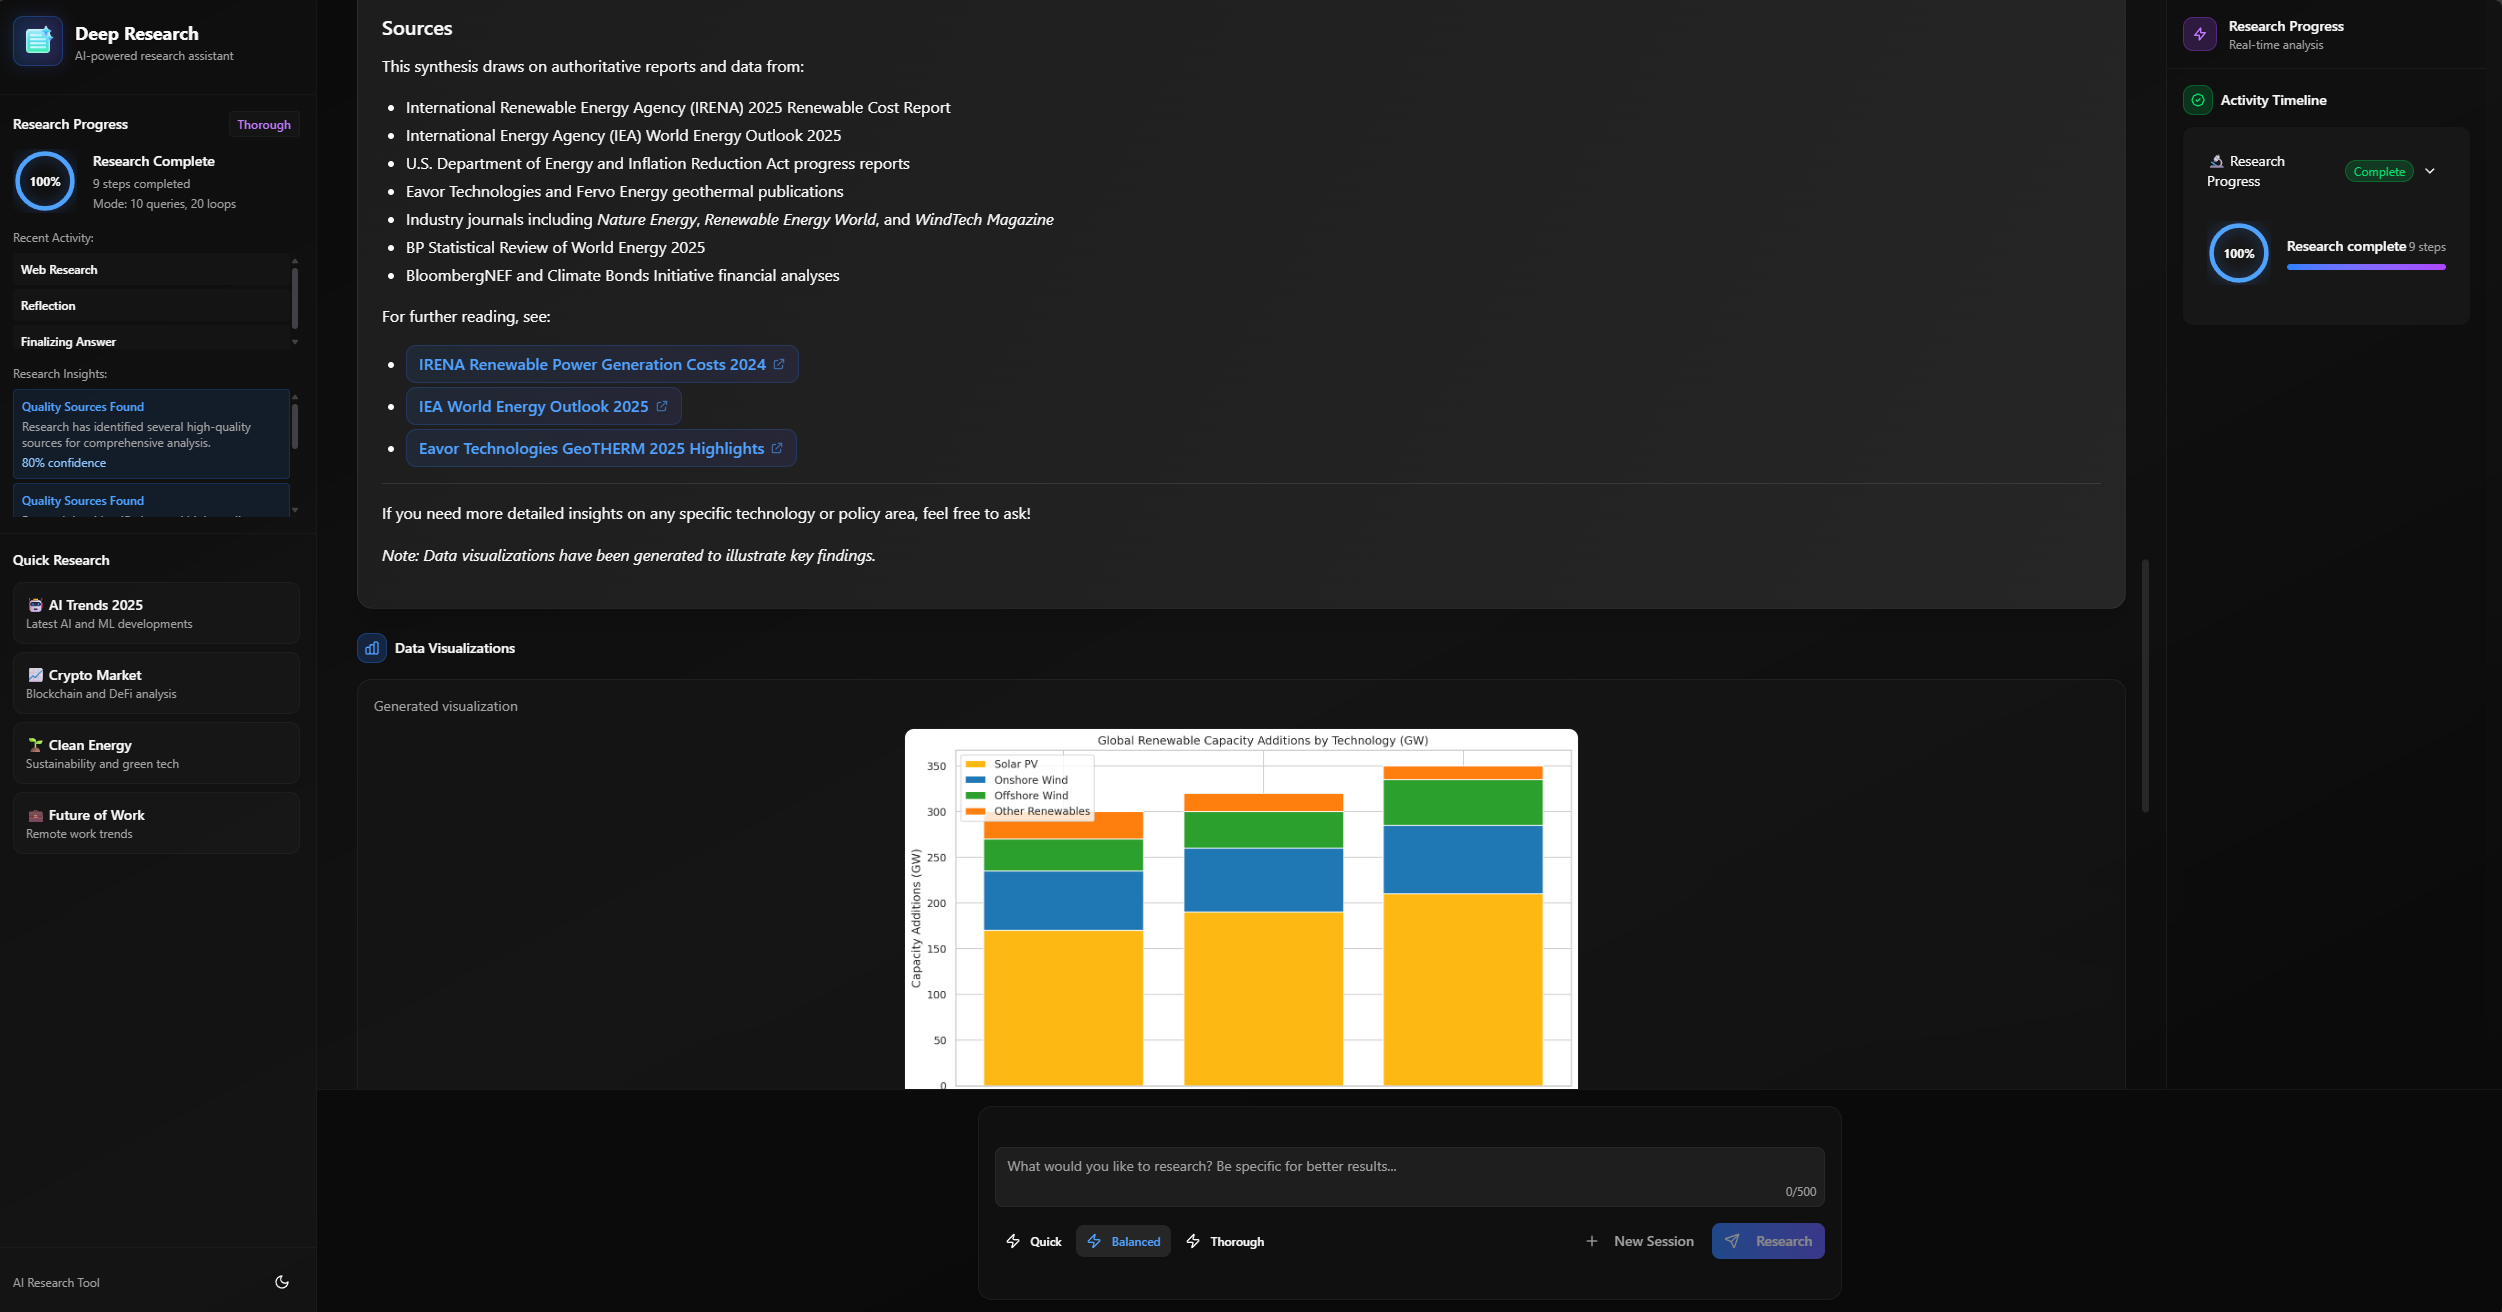 Deep Research
AI-powered research assistant
Research Progress
Thorough
100%
Research Complete
9 steps completed
Mode: 10 queries, 20 loops
Recent Activity:
Web Research
Reflection
Finalizing Answer
Research Insights:
Quality Sources Found
Research has identified several high-quality
sources for comprehensive analysis.
80% confidence
Quality Sources Found
Quick Research
AI Trends 2025
Latest AI and ML developments
Crypto Market
Blockchain and DeFi analysis
Clean Energy
Sustainability and green tech
Future of Work
Remote work trends
AI Research Tool
Sources
This synthesis draws on authoritative reports and data from:
• International Renewable Energy Agency (IRENA) 2025 Renewable Cost Report
• International Energy Agency (IEA) World Energy Outlook 2025
• U.S. Department of Energy and Inflation Reduction Act progress reports
• Eavor Technologies and Fervo Energy geothermal publications
• Industry journals including Nature Energy, Renewable Energy World, and WindTech Magazine
• BP Statistical Review of World Energy 2025
• BloombergNEF and Climate Bonds Initiative financial analyses
For further reading, see:
• IRENA Renewable Power Generation Costs 2024
• IEA World Energy Outlook 2025
• Eavor Technologies GeoTHERM 2025 Highlights
If you need more detailed insights on any specific technology or policy area, feel free to ask!
Note: Data visualizations have been generated to illustrate key findings.
Data Visualizations
Generated visualization
Global Renewable Capacity Additions by Technology (GW)
Solar PV
Onshore Wind
Offshore Wind
Other Renewables
Capacity Additions (GW)
350
300
250
200
150
100
50
0
What would you like to research? Be specific for better results...
0/500
Quick
Balanced
Thorough
New Session
Research
Research Progress
Real-time analysis
Activity Timeline
Research
Progress
Complete
100%
Research complete 9 steps